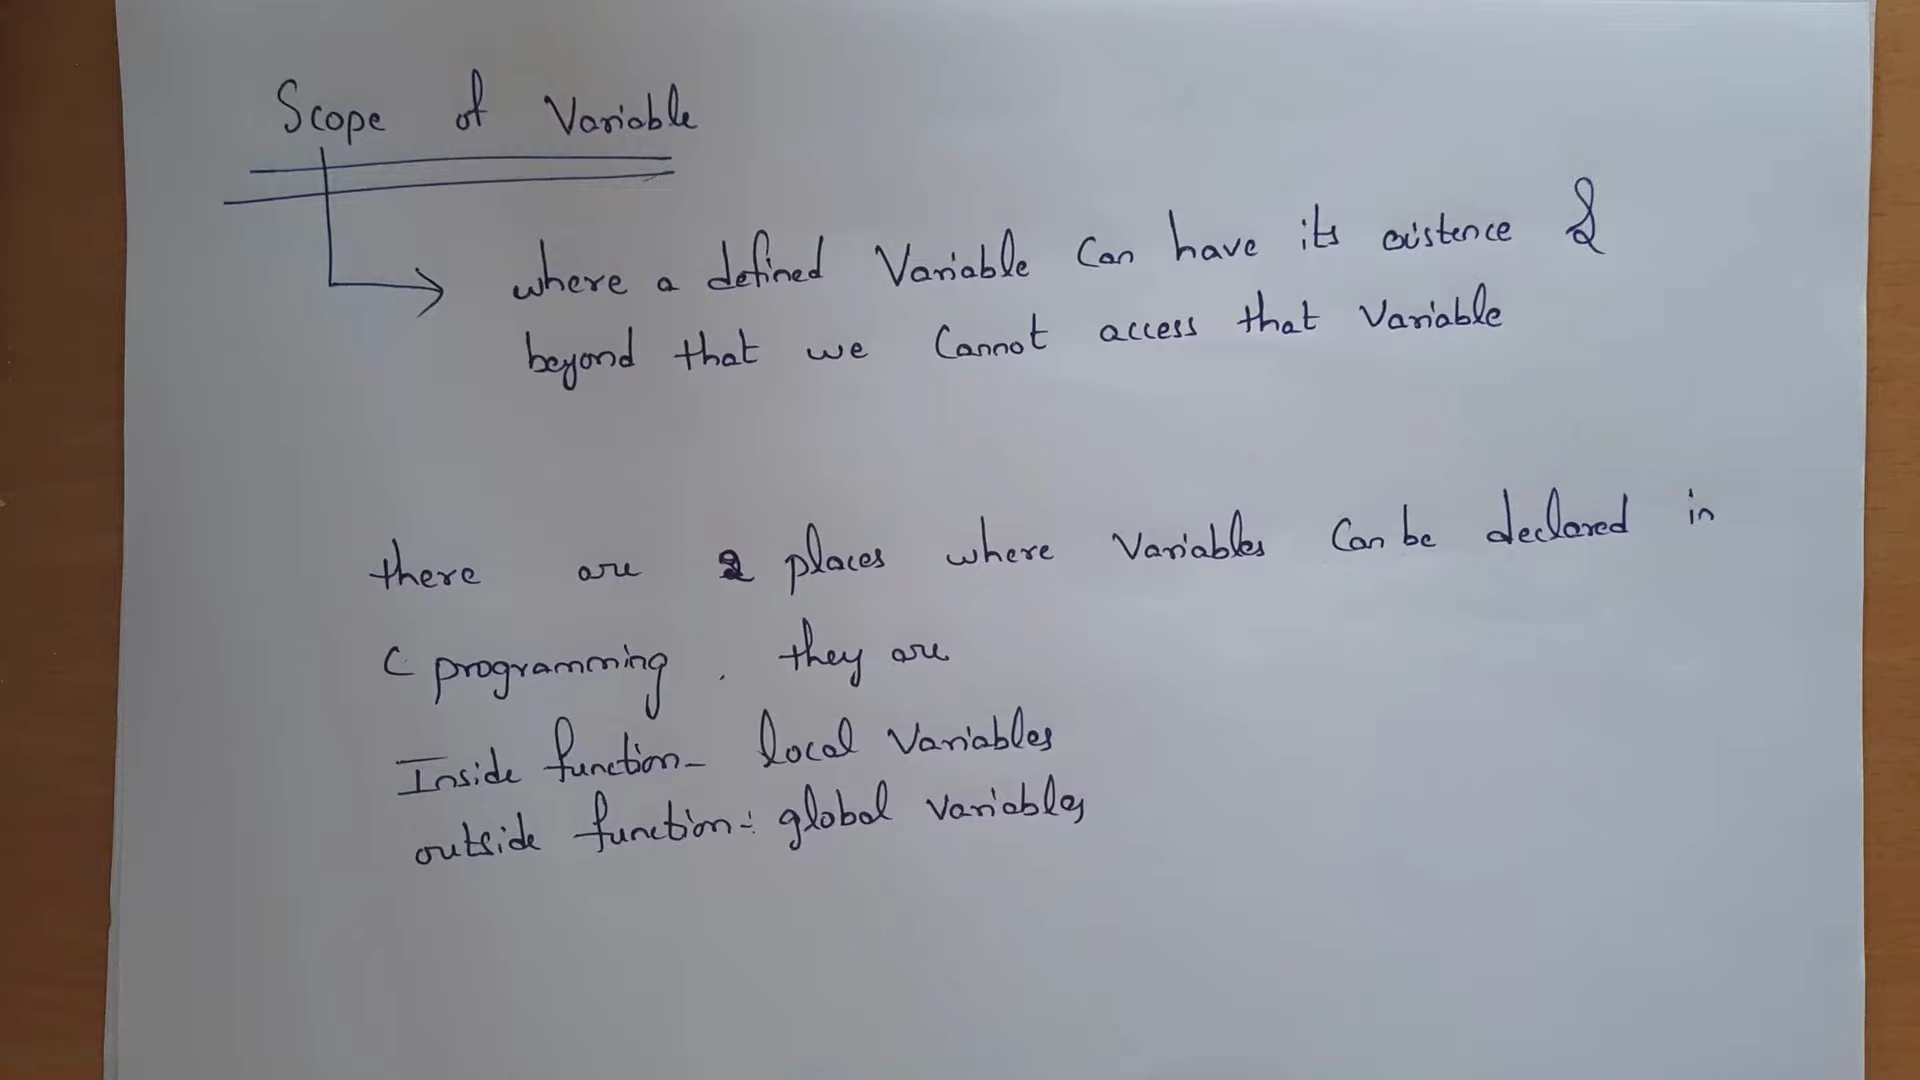 Scope of Variable
where a defined Variable Can have its existence &
beyond that we Cannot access that Variable
there are 2 places where Variables Can be declared in
C programming. they are
Inside function - local Variables
outside function : global variables